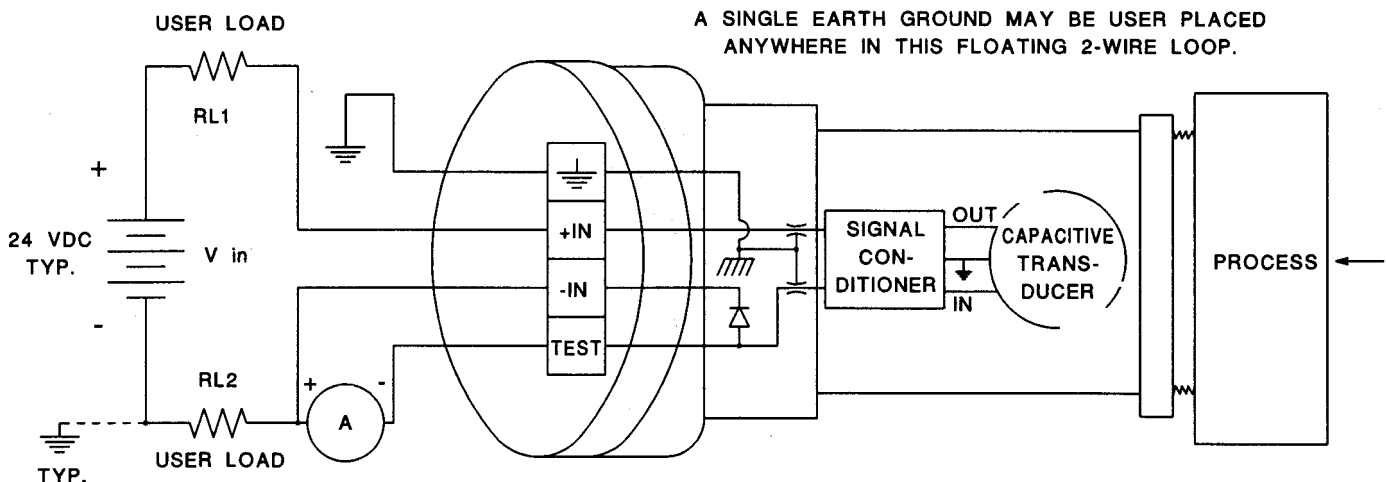 A SINGLE EARTH GROUND MAY BE USER PLACED
ANYWHERE IN THIS FLOATING 2-WIRE LOOP.
USER LOAD
RL1
+
24 VDC
TYP.
V in
-
+IN
-IN
TEST
SIGNAL
CON-
DITIONER
OUT
IN
CAPACITIVE
TRANS-
DUCER
PROCESS
RL2
+
-
A
USER LOAD
TYP.